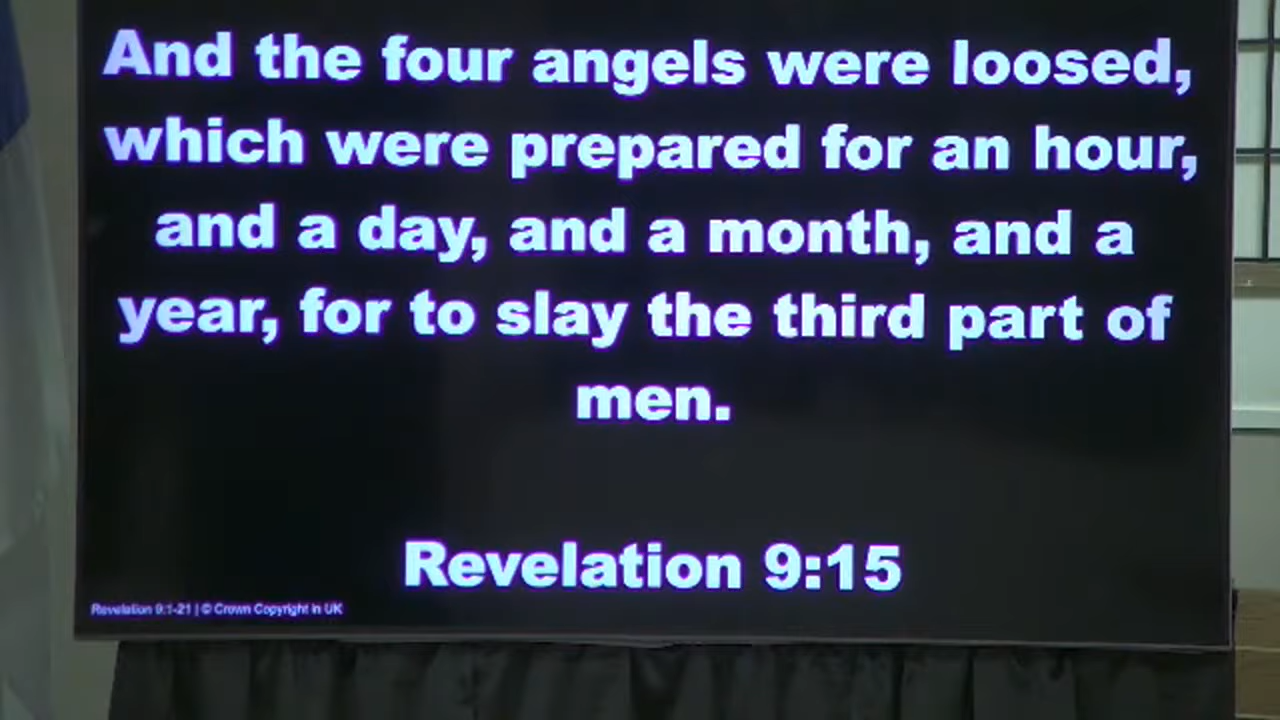 And the four angels were loosed,
which were prepared for an hour,
and a day, and a month, and a
year, for to slay the third part of
men.
Revelation 9:15
Revelation 9:1-21 | © Crown Copyright in UK